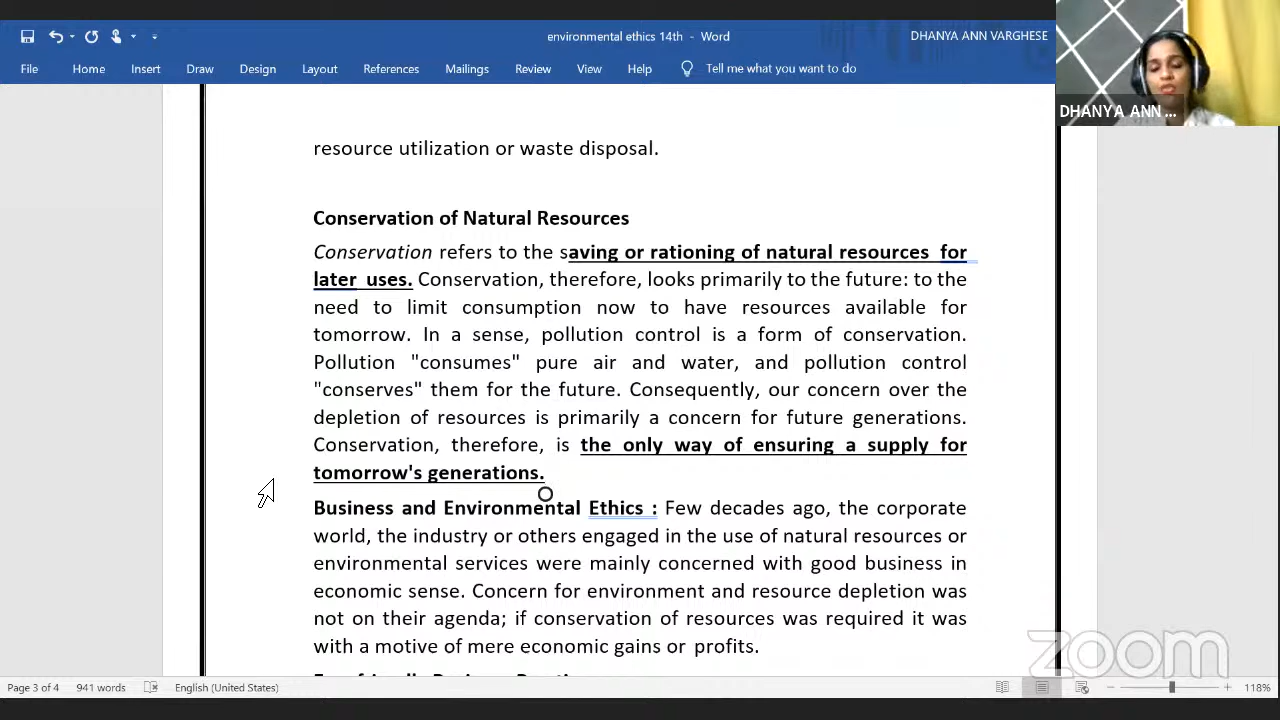 environmental ethics 14th - Word
DHANYA ANN VARGHESE
File Home Insert Draw Design Layout References Mailings Review View Help Tell me what you want to do
DHANYA ANN ...
resource utilization or waste disposal.
Conservation of Natural Resources
Conservation refers to the saving or rationing of natural resources for
later uses. Conservation, therefore, looks primarily to the future: to the
need to limit consumption now to have resources available for
tomorrow. In a sense, pollution control is a form of conservation.
Pollution "consumes" pure air and water, and pollution control
"conserves" them for the future. Consequently, our concern over the
depletion of resources is primarily a concern for future generations.
Conservation, therefore, is the only way of ensuring a supply for
tomorrow's generations.
Business and Environmental Ethics : Few decades ago, the corporate
world, the industry or others engaged in the use of natural resources or
environmental services were mainly concerned with good business in
economic sense. Concern for environment and resource depletion was
not on their agenda; if conservation of resources was required it was
with a motive of mere economic gains or profits.
zoom
Page 3 of 4 941 words English (United States) 118%